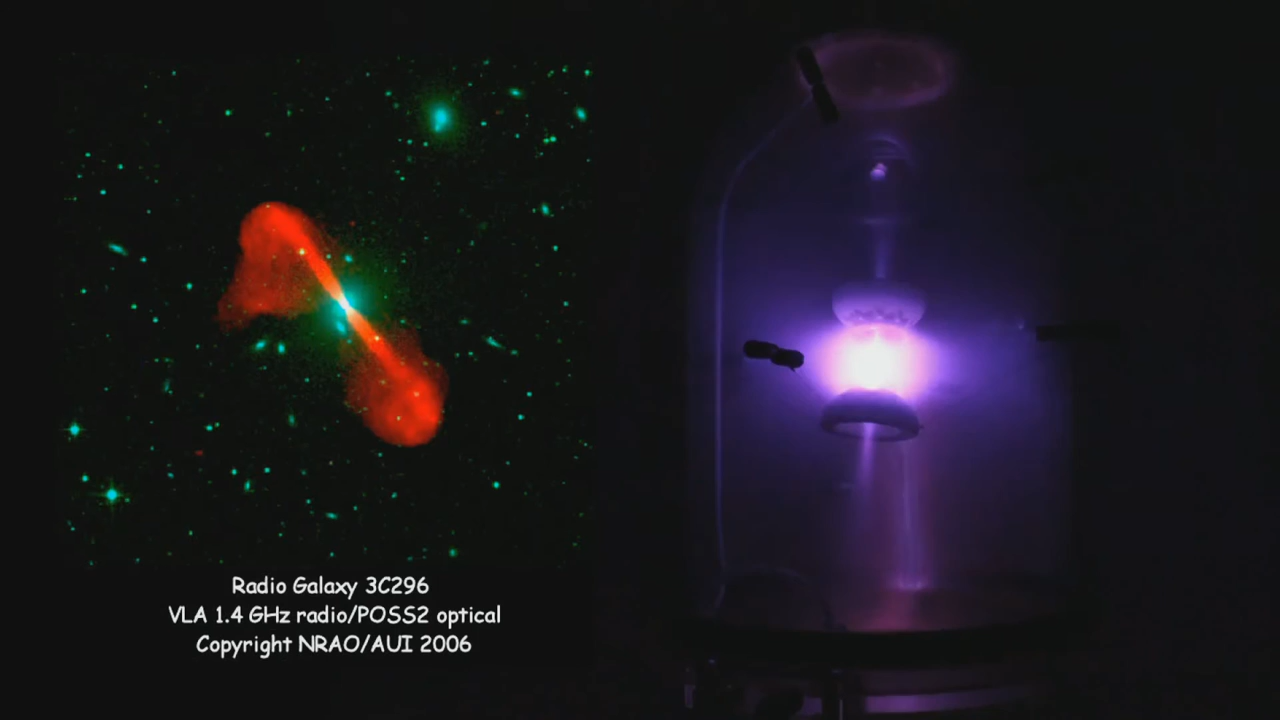 Radio Galaxy 3C296
VLA 1.4 GHz radio/POSS2 optical
Copyright NRAO/AUI 2006